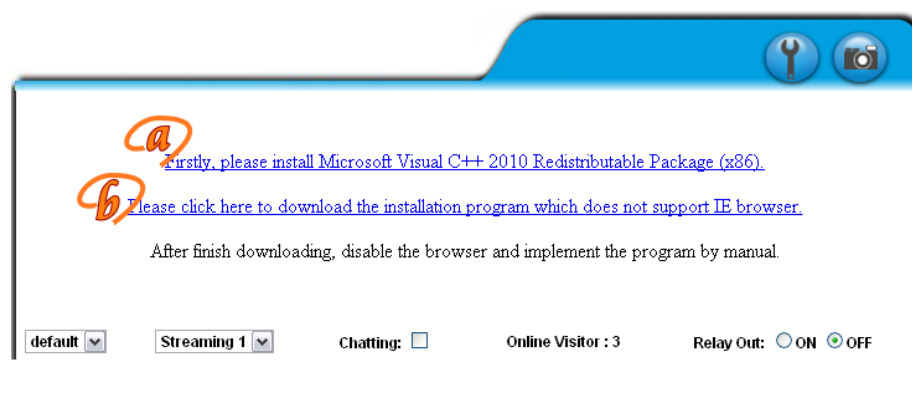 a
Firstly, please install Microsoft Visual C++ 2010 Redistributable Package (x86).
b
Please click here to download the installation program which does not support IE browser.
After finish downloading, disable the browser and implement the program by manual.
default Streaming 1 Chatting: Online Visitor : 3 Relay Out: ON OFF